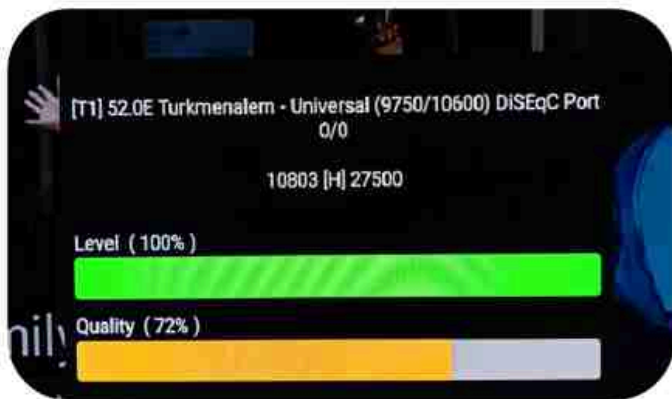 [T1] 52.0E Turkmenalem - Universal (9750/10600) DiSEqC Port
0/0
10803 [H] 27500
Level ( 100% )
Quality ( 72% )